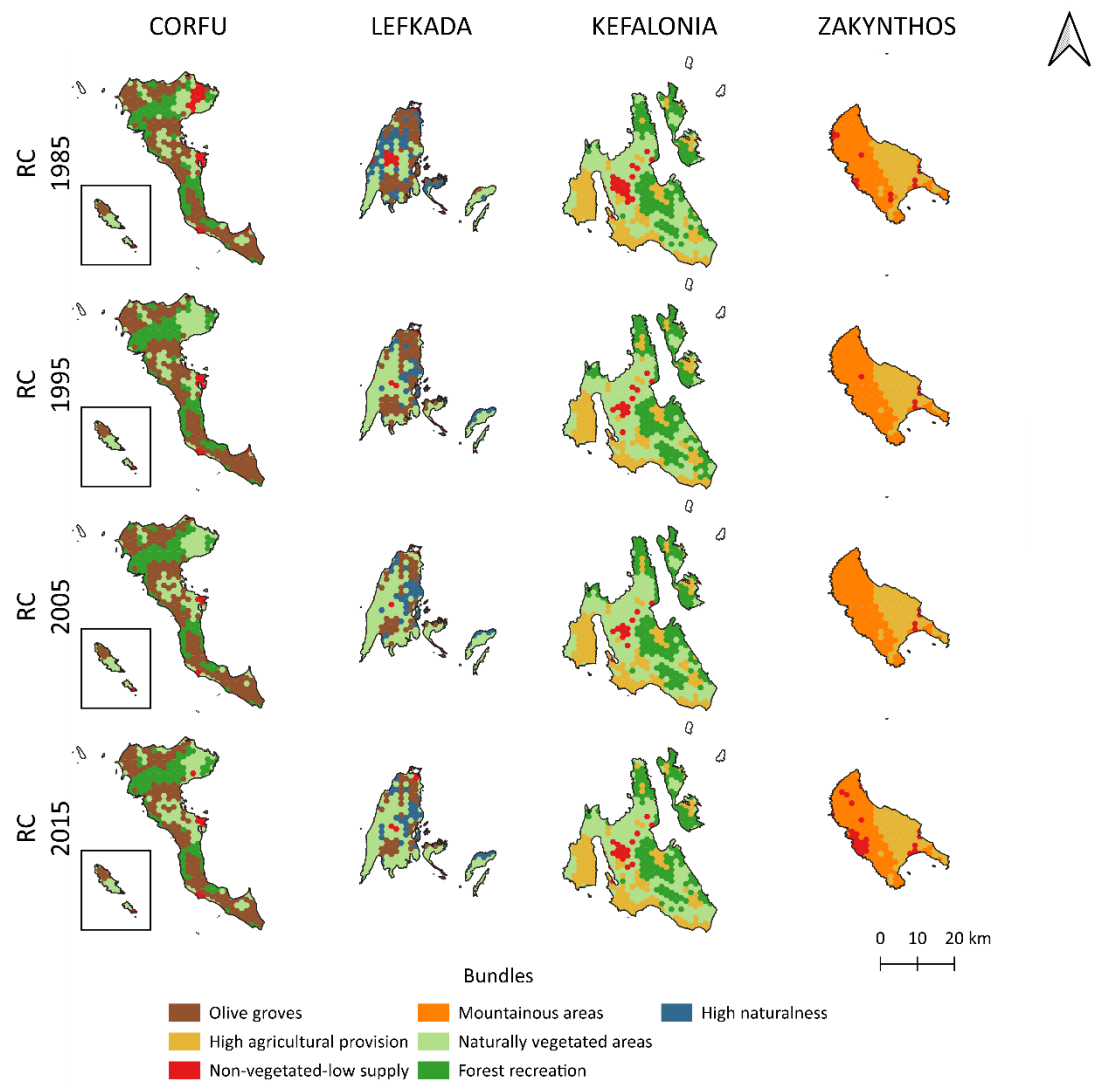 CORFU LEFKADA KEFALONIA ZAKYNTHOS
RC
1985
RC
1995
RC
2005
RC
2015
0 10 20 km
Bundles
Olive groves Mountainous areas High naturalness
High agricultural provision Naturally vegetated areas
Non-vegetated-low supply Forest recreation